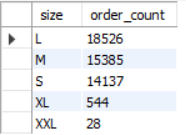 size order_count
L 18526
M 15385
S 14137
XL 544
XXL 28